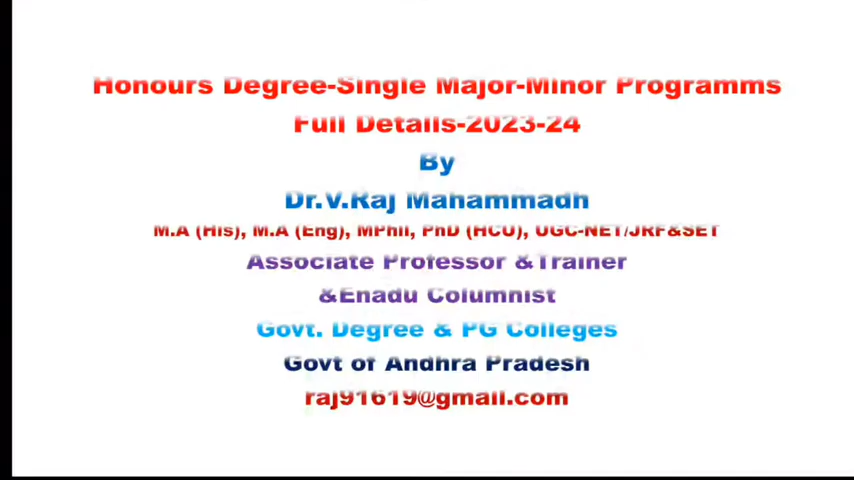 Honours Degree-Single Major-Minor Programms
Full Details-2023-24
By
Dr.V.Raj Mahammadh
M.A (His), M.A (Eng), MPhil, PhD (HCU), UGC-NET/JRF&SET
Associate Professor &Trainer
&Enadu Columnist
Govt. Degree & PG Colleges
Govt of Andhra Pradesh
raj91619@gmail.com